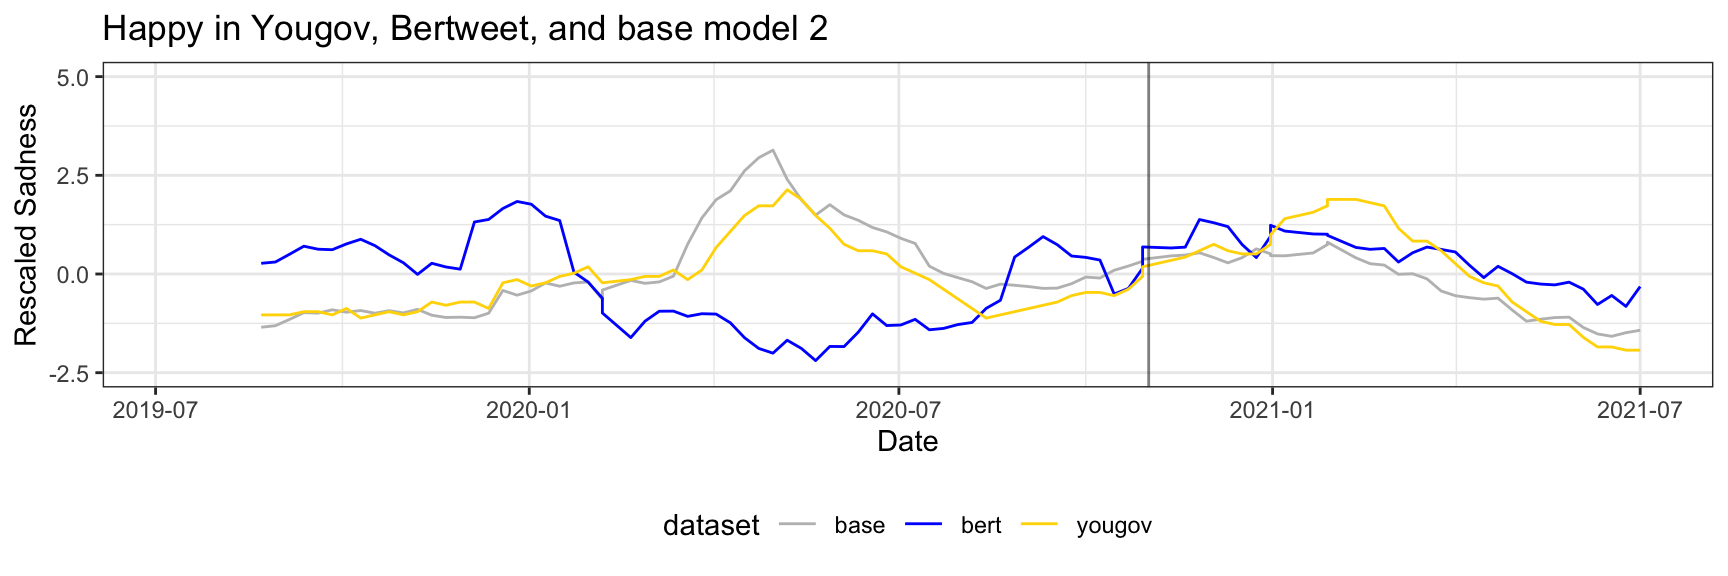 Happy in Yougov, Bertweet, and base model 2
Rescaled Sadness
5.0
2.5
0.0
-2.5
2019-07 2020-01 2020-07 2021-01 2021-07
Date
dataset base bert yougov